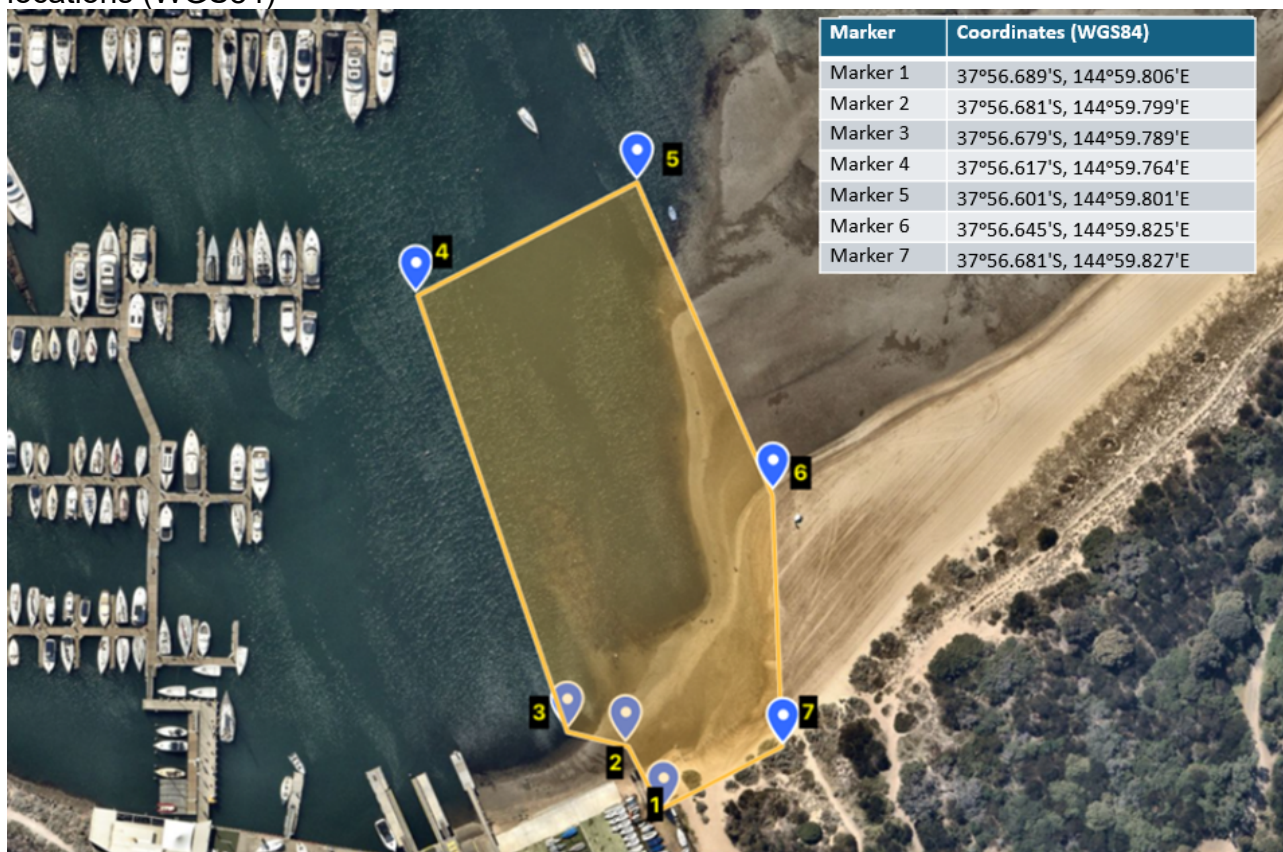 locations (WGS84)
Marker Coordinates (WGS84)
Marker 1 37°56.689'S, 144°59.806'E
Marker 2 37°56.681'S, 144°59.799'E
Marker 3 37°56.679'S, 144°59.789'E
Marker 4 37°56.617'S, 144°59.764'E
Marker 5 37°56.601'S, 144°59.801'E
Marker 6 37°56.645'S, 144°59.825'E
Marker 7 37°56.681'S, 144°59.827'E
5
4
6
3
7
2
1